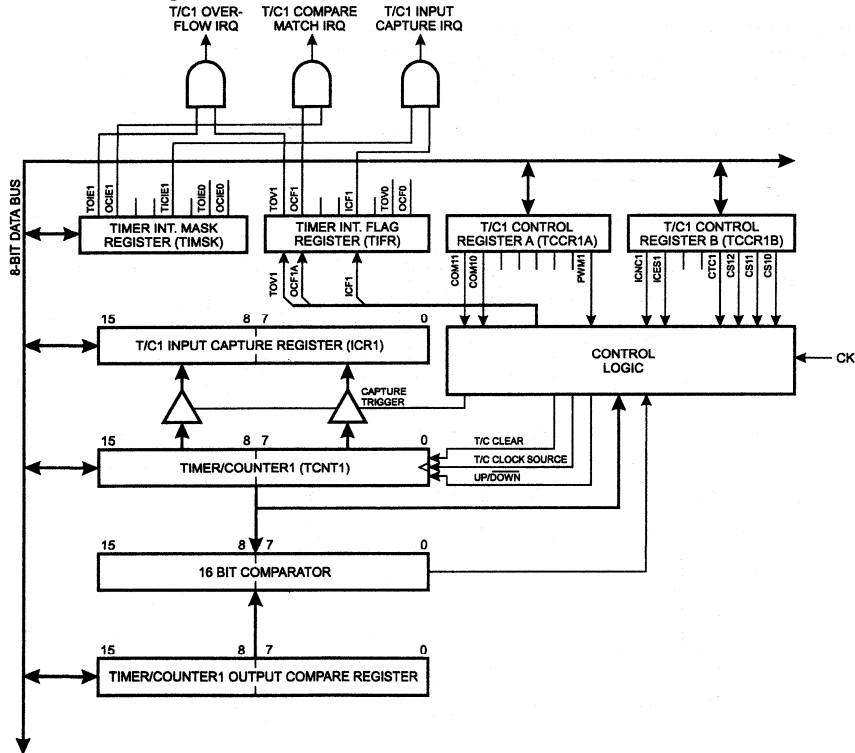 T/C1 OVER-
FLOW IRQ
T/C1 COMPARE
MATCH IRQ
T/C1 INPUT
CAPTURE IRQ
8-BIT DATA BUS
TOIE1
OCIE1
TICIE1
TOIE0
OCIE0
TOV1
OCF1
ICF1
TOV0
OCF0
TIMER INT. MASK
REGISTER (TIMSK)
TIMER INT. FLAG
REGISTER (TIFR)
T/C1 CONTROL
REGISTER A (TCCR1A)
T/C1 CONTROL
REGISTER B (TCCR1B)
TOV1
OCF1A
ICF1
COM11
COM10
PWM1
ICNC1
ICES1
CTC1
CS12
CS11
CS10
15 8 7 0
T/C1 INPUT CAPTURE REGISTER (ICR1)
CONTROL
LOGIC
CK
CAPTURE
TRIGGER
15 8 7 0
TIMER/COUNTER1 (TCNT1)
T/C CLEAR
T/C CLOCK SOURCE
UP/DOWN
15 8 7 0
16 BIT COMPARATOR
15 8 7 0
TIMER/COUNTER1 OUTPUT COMPARE REGISTER